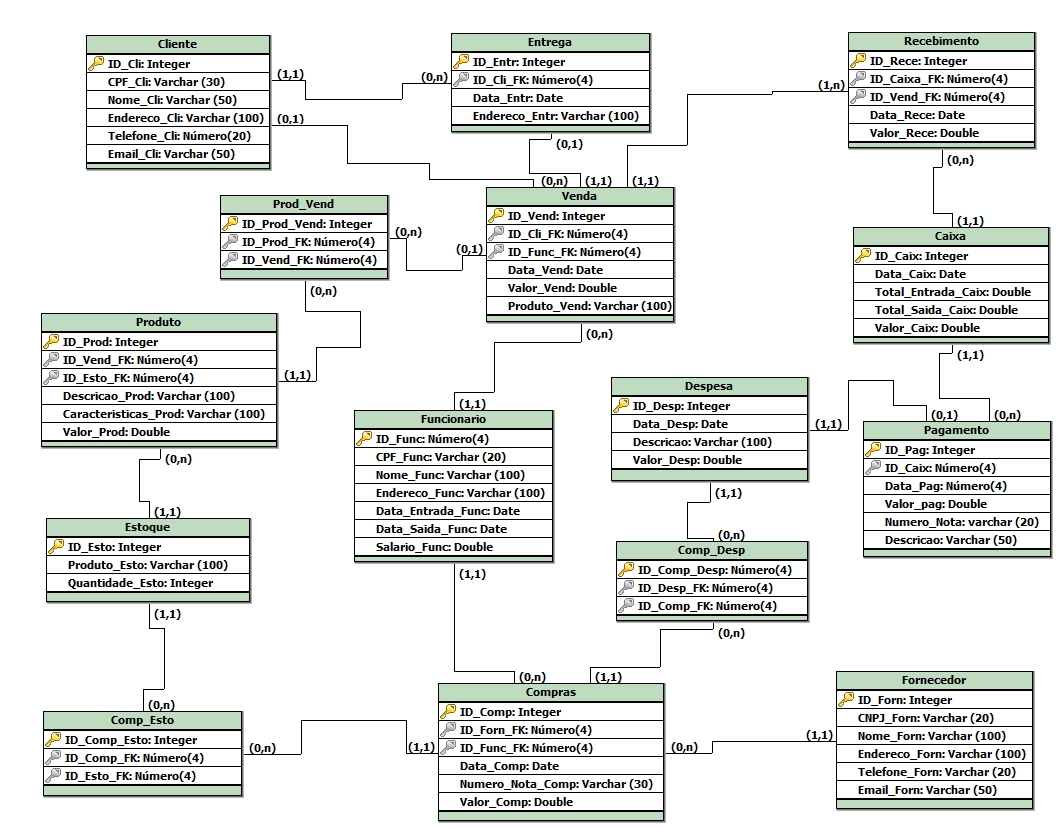 Cliente
ID_Cli: Integer
CPF_Cli: Varchar (30)
Nome_Cli: Varchar (50)
Endereco_Cli: Varchar (100)
Telefone_Cli: Número(20)
Email_Cli: Varchar (50)
(1,1)
(0,1)
Entrega
(0,n)
ID_Entr: Integer
ID_Cli_FK: Número(4)
Data_Entr: Date
Endereco_Entr: Varchar (100)
(0,1)
Recebimento
(1,n)
ID_Rece: Integer
ID_Caixa_FK: Número(4)
ID_Vend_FK: Número(4)
Data_Rece: Date
Valor_Rece: Double
(0,n)
Prod_Vend
ID_Prod_Vend: Integer
ID_Prod_FK: Número(4)
ID_Vend_FK: Número(4)
(0,n)
(0,n)
(0,n)
(1,1)
(1,1)
Venda
(0,1)
ID_Vend: Integer
ID_Cli_FK: Número(4)
ID_Func_FK: Número(4)
Data_Vend: Date
Valor_Vend: Double
Produto_Vend: Varchar (100)
(0,n)
(1,1)
Caixa
ID_Caix: Integer
Data_Caix: Date
Total_Entrada_Caix: Double
Total_Saida_Caix: Double
Valor_Caix: Double
(1,1)
Produto
ID_Prod: Integer
ID_Vend_FK: Número(4)
ID_Esto_FK: Número(4)
Descricao_Prod: Varchar (100)
Caracteristicas_Prod: Varchar (100)
Valor_Prod: Double
(1,1)
(0,n)
(1,1)
Funcionario
ID_Func: Número(4)
CPF_Func: Varchar (20)
Nome_Func: Varchar (100)
Endereco_Func: Varchar (100)
Data_Entrada_Func: Date
Data_Saida_Func: Date
Salario_Func: Double
(1,1)
Despesa
ID_Desp: Integer
Data_Desp: Date
Descricao: Varchar (100)
Valor_Desp: Double
(1,1)
(1,1)
(0,1)
(0,n)
Pagamento
ID_Pag: Integer
ID_Caix: Número(4)
Data_Pag: Número(4)
Valor_pag: Double
Numero_Nota: varchar (20)
Descricao: Varchar (50)
(1,1)
Estoque
ID_Esto: Integer
Produto_Esto: Varchar (100)
Quantidade_Esto: Integer
(1,1)
(0,n)
Comp_Desp
ID_Comp_Desp: Número(4)
ID_Desp_FK: Número(4)
ID_Comp_FK: Número(4)
(0,n)
(0,n)
Comp_Esto
ID_Comp_Esto: Integer
ID_Comp_FK: Número(4)
ID_Esto_FK: Número(4)
(0,n)
(0,n)
(1,1)
Compras
(1,1)
ID_Comp: Integer
ID_Forn_FK: Número(4)
ID_Func_FK: Número(4)
Data_Comp: Date
Numero_Nota_Comp: Varchar (30)
Valor_Comp: Double
(0,n)
(1,1)
Fornecedor
ID_Forn: Integer
CNPJ_Forn: Varchar (20)
Nome_Forn: Varchar (100)
Endereco_Forn: Varchar (100)
Telefone_Forn: Varchar (20)
Email_Forn: Varchar (50)